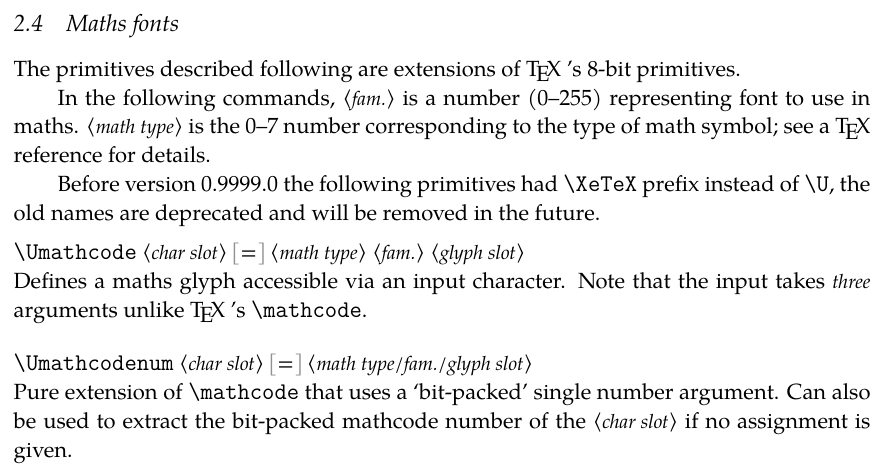 2.4 Maths fonts
The primitives described following are extensions of TEX 's 8-bit primitives.
In the following commands, ⟨fam.⟩ is a number (0–255) representing font to use in
maths. ⟨math type⟩ is the 0–7 number corresponding to the type of math symbol; see a TEX
reference for details.
Before version 0.9999.0 the following primitives had \XeTeX prefix instead of \U, the
old names are deprecated and will be removed in the future.
\Umathcode ⟨char slot⟩ [=] ⟨math type⟩ ⟨fam.⟩ ⟨glyph slot⟩
Defines a maths glyph accessible via an input character. Note that the input takes three
arguments unlike TEX 's \mathcode.
\Umathcodenum ⟨char slot⟩ [=] ⟨math type/fam./glyph slot⟩
Pure extension of \mathcode that uses a ‘bit-packed’ single number argument. Can also
be used to extract the bit-packed mathcode number of the ⟨char slot⟩ if no assignment is
given.